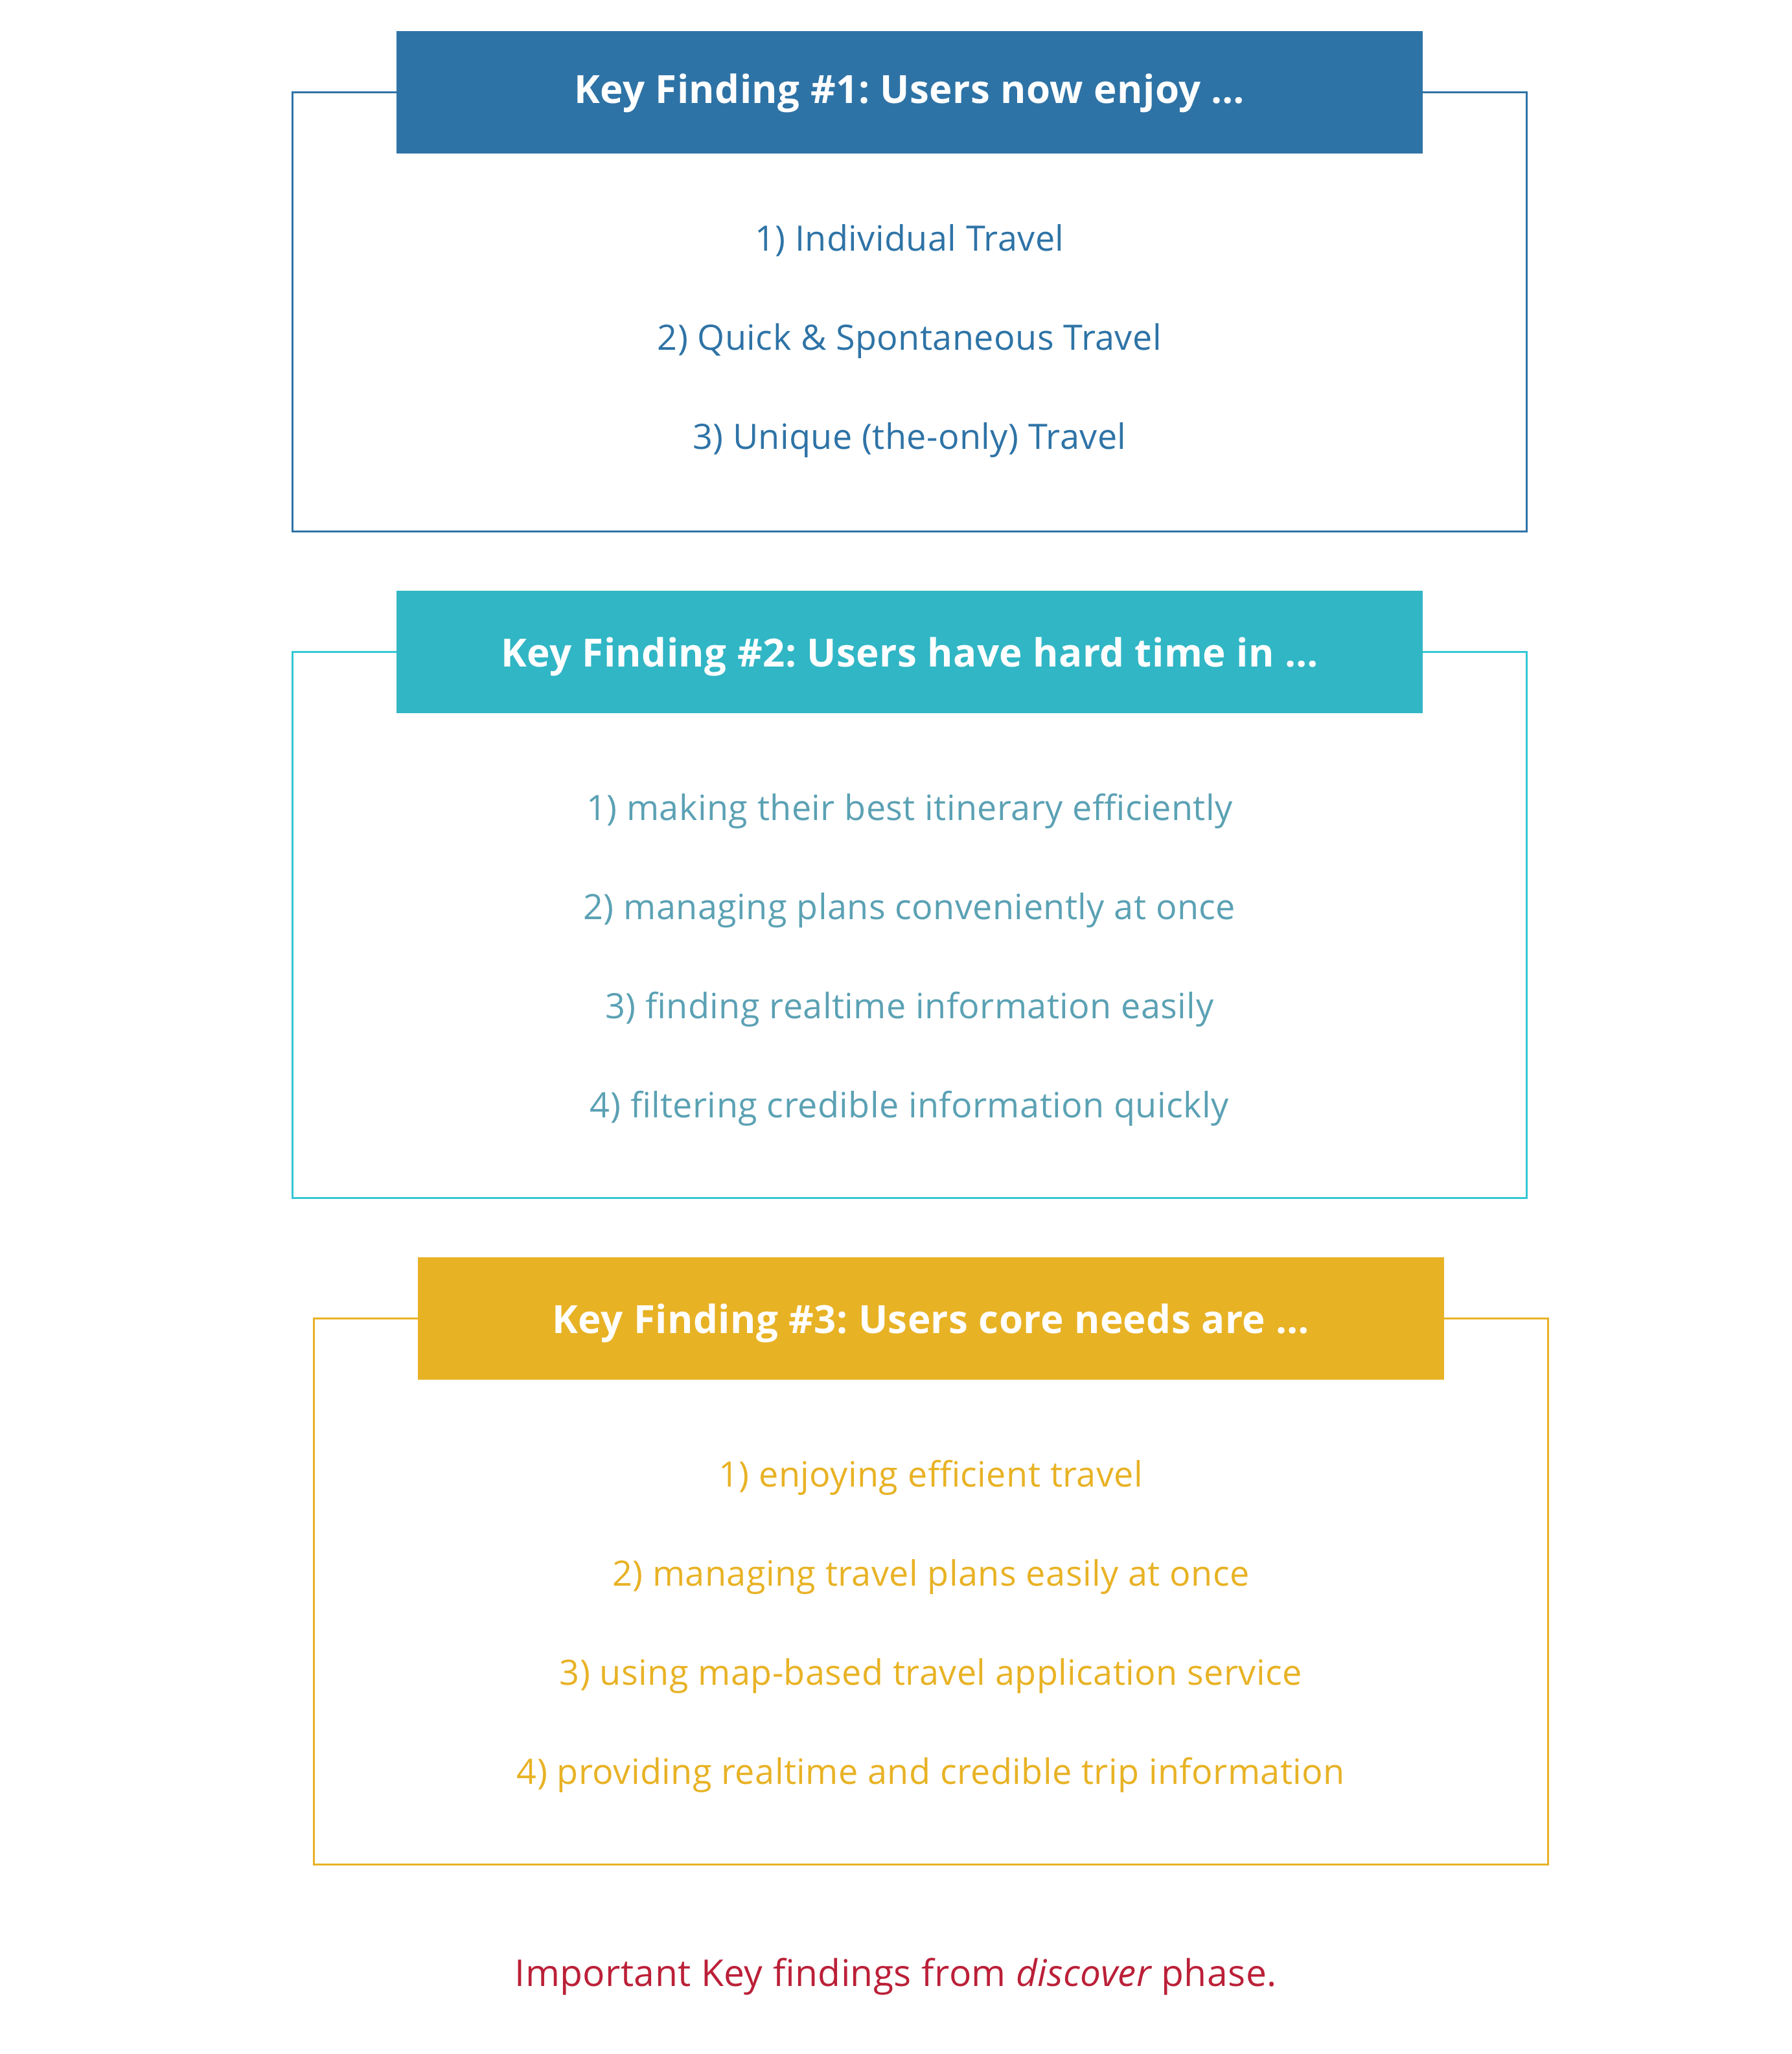 Key Finding #1: Users now enjoy ...
1) Individual Travel
2) Quick & Spontaneous Travel
3) Unique (the-only) Travel
Key Finding #2: Users have hard time in ...
1) making their best itinerary efficiently
2) managing plans conveniently at once
3) finding realtime information easily
4) filtering credible information quickly
Key Finding #3: Users core needs are ...
1) enjoying efficient travel
2) managing travel plans easily at once
3) using map-based travel application service
4) providing realtime and credible trip information
Important Key findings from discover phase.